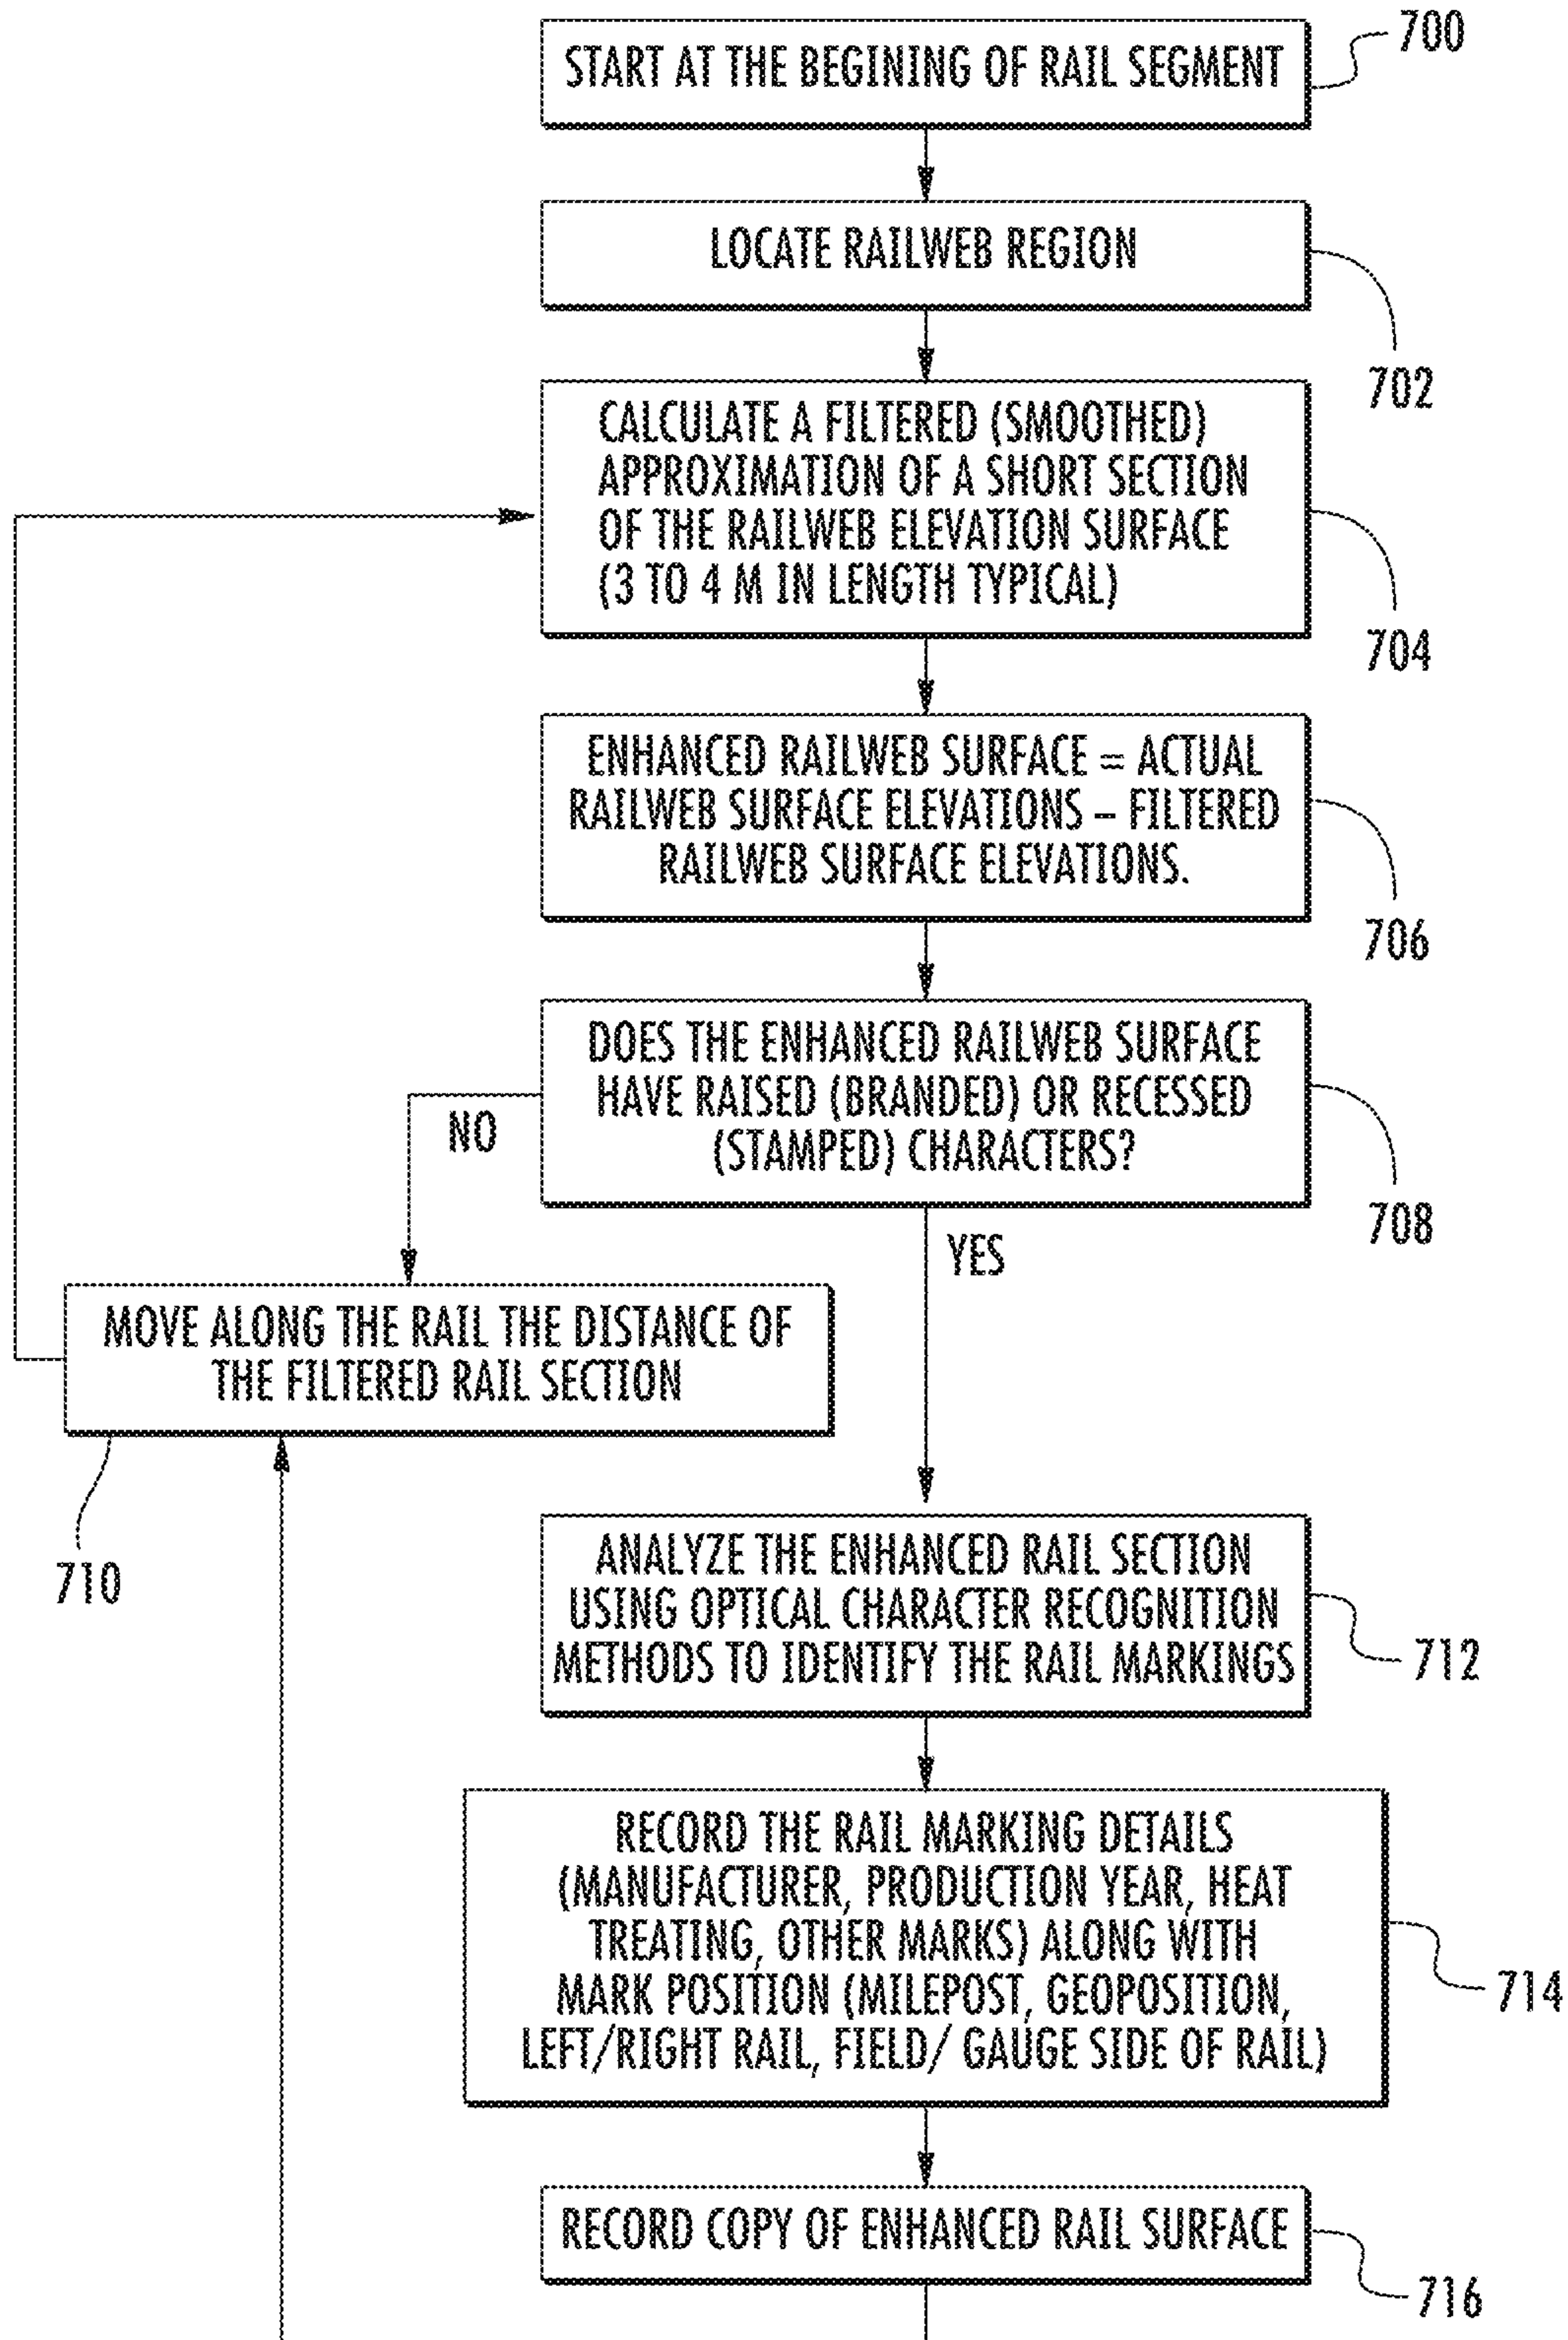 START AT THE BEGINING OF RAIL SEGMENT
700
LOCATE RAILWEB REGION
702
CALCULATE A FILTERED (SMOOTHED)
APPROXIMATION OF A SHORT SECTION
OF THE RAILWEB ELEVATION SURFACE
(3 TO 4 M IN LENGTH TYPICAL)
704
ENHANCED RAILWEB SURFACE = ACTUAL
RAILWEB SURFACE ELEVATIONS – FILTERED
RAILWEB SURFACE ELEVATIONS.
706
DOES THE ENHANCED RAILWEB SURFACE
HAVE RAISED (BRANDED) OR RECESSED
(STAMPED) CHARACTERS?
708
NO
YES
MOVE ALONG THE RAIL THE DISTANCE OF
THE FILTERED RAIL SECTION
710
ANALYZE THE ENHANCED RAIL SECTION
USING OPTICAL CHARACTER RECOGNITION
METHODS TO IDENTIFY THE RAIL MARKINGS
712
RECORD THE RAIL MARKING DETAILS
(MANUFACTURER, PRODUCTION YEAR, HEAT
TREATING, OTHER MARKS) ALONG WITH
MARK POSITION (MILEPOST, GEOPOSITION,
LEFT/RIGHT RAIL, FIELD/ GAUGE SIDE OF RAIL)
714
RECORD COPY OF ENHANCED RAIL SURFACE
716